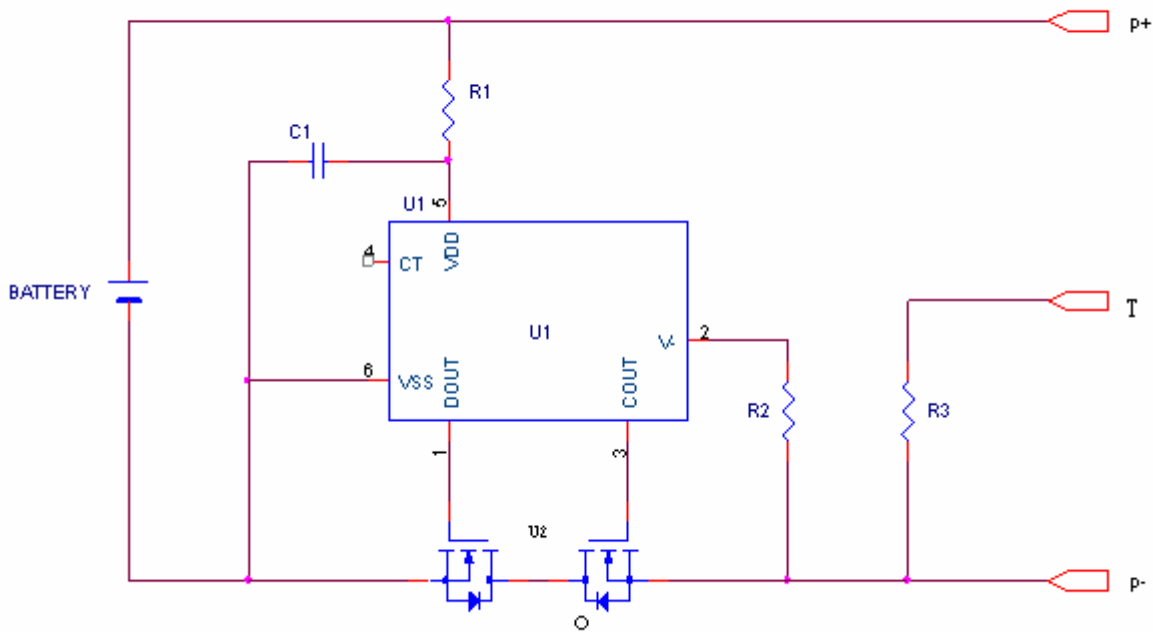 P+
R1
C1
U1
5
VDD
4
CT
BATTERY
T
U1
2
V-
6
VSS
DOUT
COUT
R2
R3
1
3
U2
P-